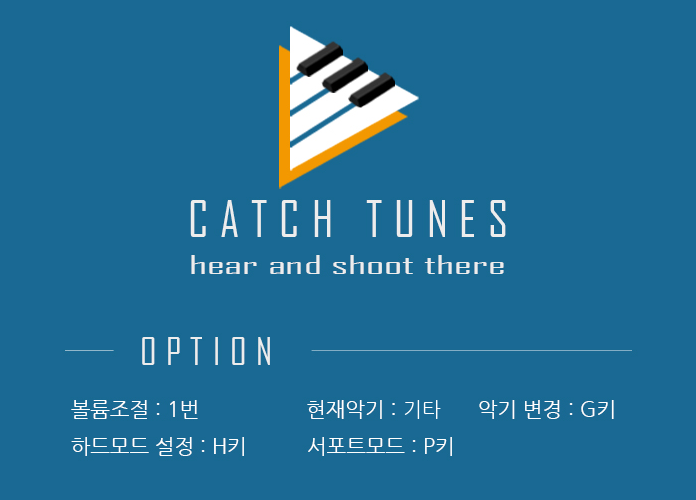 CATCH TUNES
hear and shoot there
OPTION
볼륨조절 : 1번 현재악기 : 기타 악기 변경 : G키
하드모드 설정 : H키 서포트모드 : P키